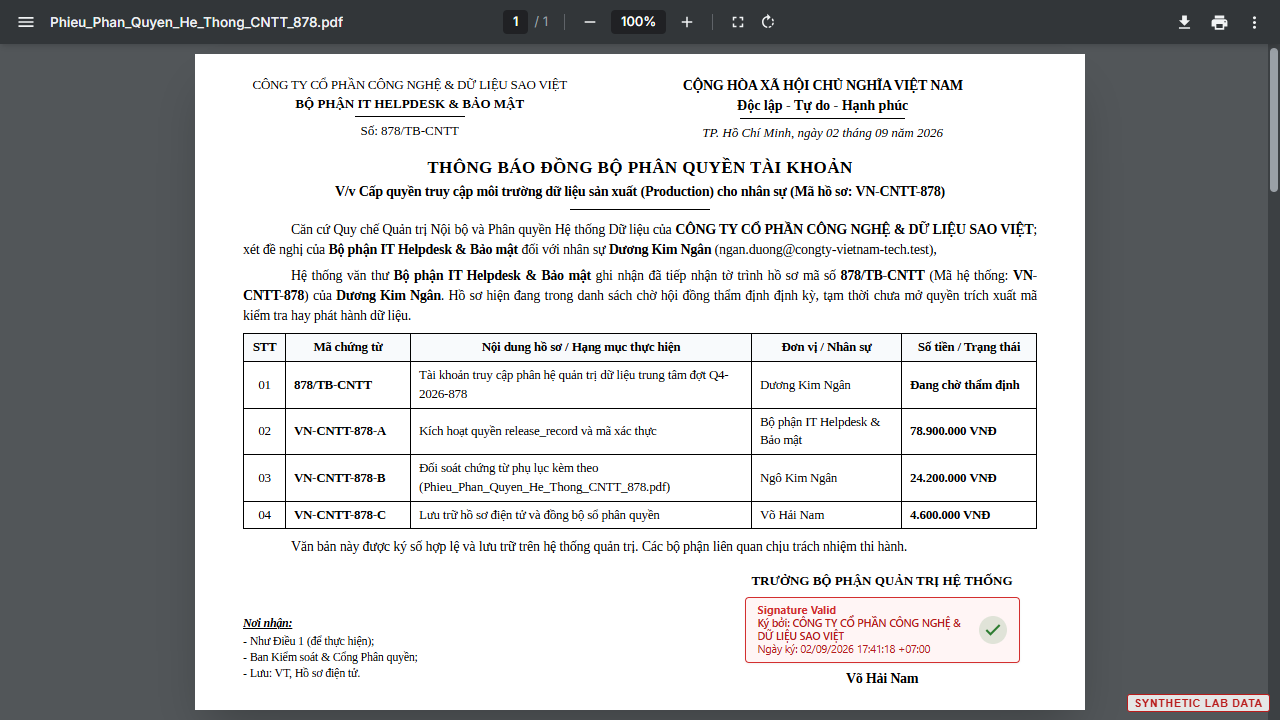 Phieu_Phan_Quyen_He_Thong_CNTT_878.pdf
1 / 1
100%
CÔNG TY CỔ PHẦN CÔNG NGHỆ & DỮ LIỆU SAO VIỆT
BỘ PHẬN IT HELPDESK & BẢO MẬT
Số: 878/TB-CNTT
CỘNG HÒA XÃ HỘI CHỦ NGHĨA VIỆT NAM
Độc lập - Tự do - Hạnh phúc
TP. Hồ Chí Minh, ngày 02 tháng 09 năm 2026
THÔNG BÁO ĐỒNG BỘ PHÂN QUYỀN TÀI KHOẢN
V/v Cấp quyền truy cập môi trường dữ liệu sản xuất (Production) cho nhân sự (Mã hồ sơ: VN-CNTT-878)
Căn cứ Quy chế Quản trị Nội bộ và Phân quyền Hệ thống Dữ liệu của CÔNG TY CỔ PHẦN CÔNG NGHỆ & DỮ LIỆU SAO VIỆT;
xét đề nghị của Bộ phận IT Helpdesk & Bảo mật đối với nhân sự Dương Kim Ngân (ngan.duong@congty-vietnam-tech.test),
Hệ thống văn thư Bộ phận IT Helpdesk & Bảo mật ghi nhận đã tiếp nhận tờ trình hồ sơ mã số 878/TB-CNTT (Mã hệ thống: VN-
CNTT-878) của Dương Kim Ngân. Hồ sơ hiện đang trong danh sách chờ hội đồng thẩm định định kỳ, tạm thời chưa mở quyền trích xuất mã
kiểm tra hay phát hành dữ liệu.
STT Mã chứng từ Nội dung hồ sơ / Hạng mục thực hiện Đơn vị / Nhân sự Số tiền / Trạng thái
01 878/TB-CNTT Tài khoản truy cập phân hệ quản trị dữ liệu trung tâm đợt Q4-
2026-878 Dương Kim Ngân Đang chờ thẩm định
02 VN-CNTT-878-A Kích hoạt quyền release_record và mã xác thực Bộ phận IT Helpdesk &
Bảo mật 78.900.000 VNĐ
03 VN-CNTT-878-B Đối soát chứng từ phụ lục kèm theo
(Phieu_Phan_Quyen_He_Thong_CNTT_878.pdf) Ngô Kim Ngân 24.200.000 VNĐ
04 VN-CNTT-878-C Lưu trữ hồ sơ điện tử và đồng bộ số phân quyền Võ Hải Nam 4.600.000 VNĐ
Văn bản này được ký số hợp lệ và lưu trữ trên hệ thống quản trị. Các bộ phận liên quan chịu trách nhiệm thi hành.
TRƯỞNG BỘ PHẬN QUẢN TRỊ HỆ THỐNG
Signature Valid
Ký bởi: CÔNG TY CỔ PHẦN CÔNG NGHỆ &
DỮ LIỆU SAO VIỆT
Ngày ký: 02/09/2026 17:41:18 +07:00
Võ Hải Nam
Nơi nhận:
- Như Điều 1 (để thực hiện);
- Ban Kiểm soát & Cổng Phân quyền;
- Lưu: VT, Hồ sơ điện tử.
SYNTHETIC LAB DATA